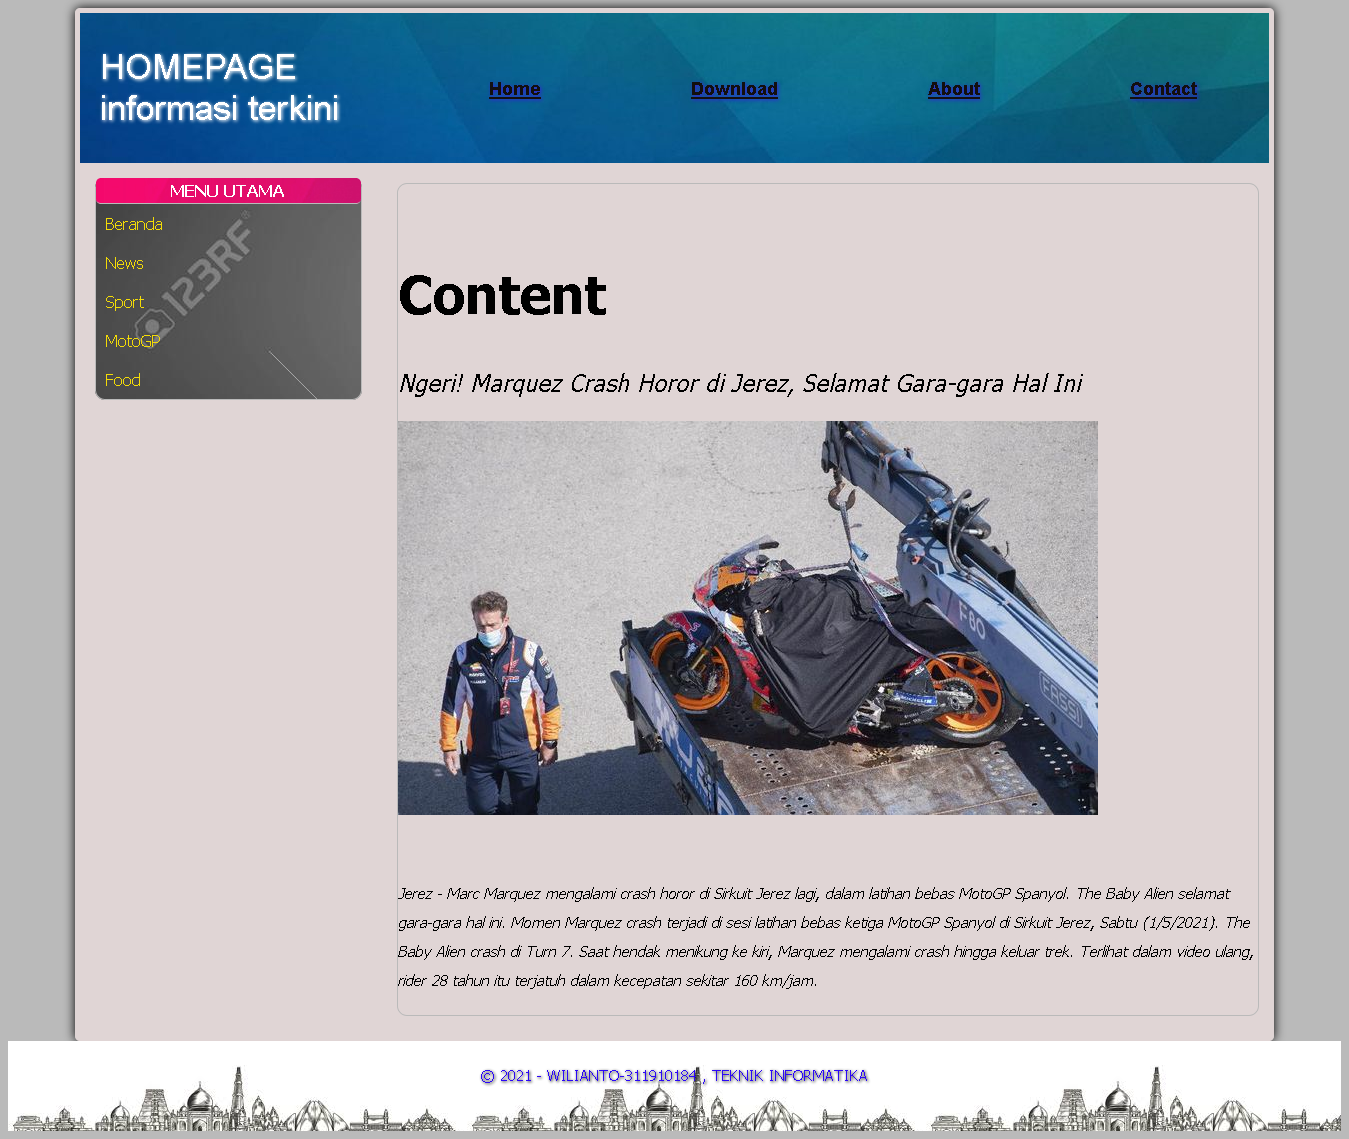 HOMEPAGE
informasi terkini
Home
Download
About
Contact
MENU UTAMA
Beranda
News
Sport
MotoGP
Food
123RF®
Content
Ngeri! Marquez Crash Horor di Jerez, Selamat Gara-gara Hal Ini
F80
FASSI
MICHELIN
Jerez - Marc Marquez mengalami crash horor di Sirkuit Jerez lagi, dalam latihan bebas MotoGP Spanyol. The Baby Alien selamat
gara-gara hal ini. Momen Marquez crash terjadi di sesi latihan bebas ketiga MotoGP Spanyol di Sirkuit Jerez, Sabtu (1/5/2021). The
Baby Alien crash di Turn 7. Saat hendak menikung ke kiri, Marquez mengalami crash hingga keluar trek. Terlihat dalam video ulang,
rider 28 tahun itu terjatuh dalam kecepatan sekitar 160 km/jam.
© 2021 - WILIANTO-311910184 , TEKNIK INFORMATIKA